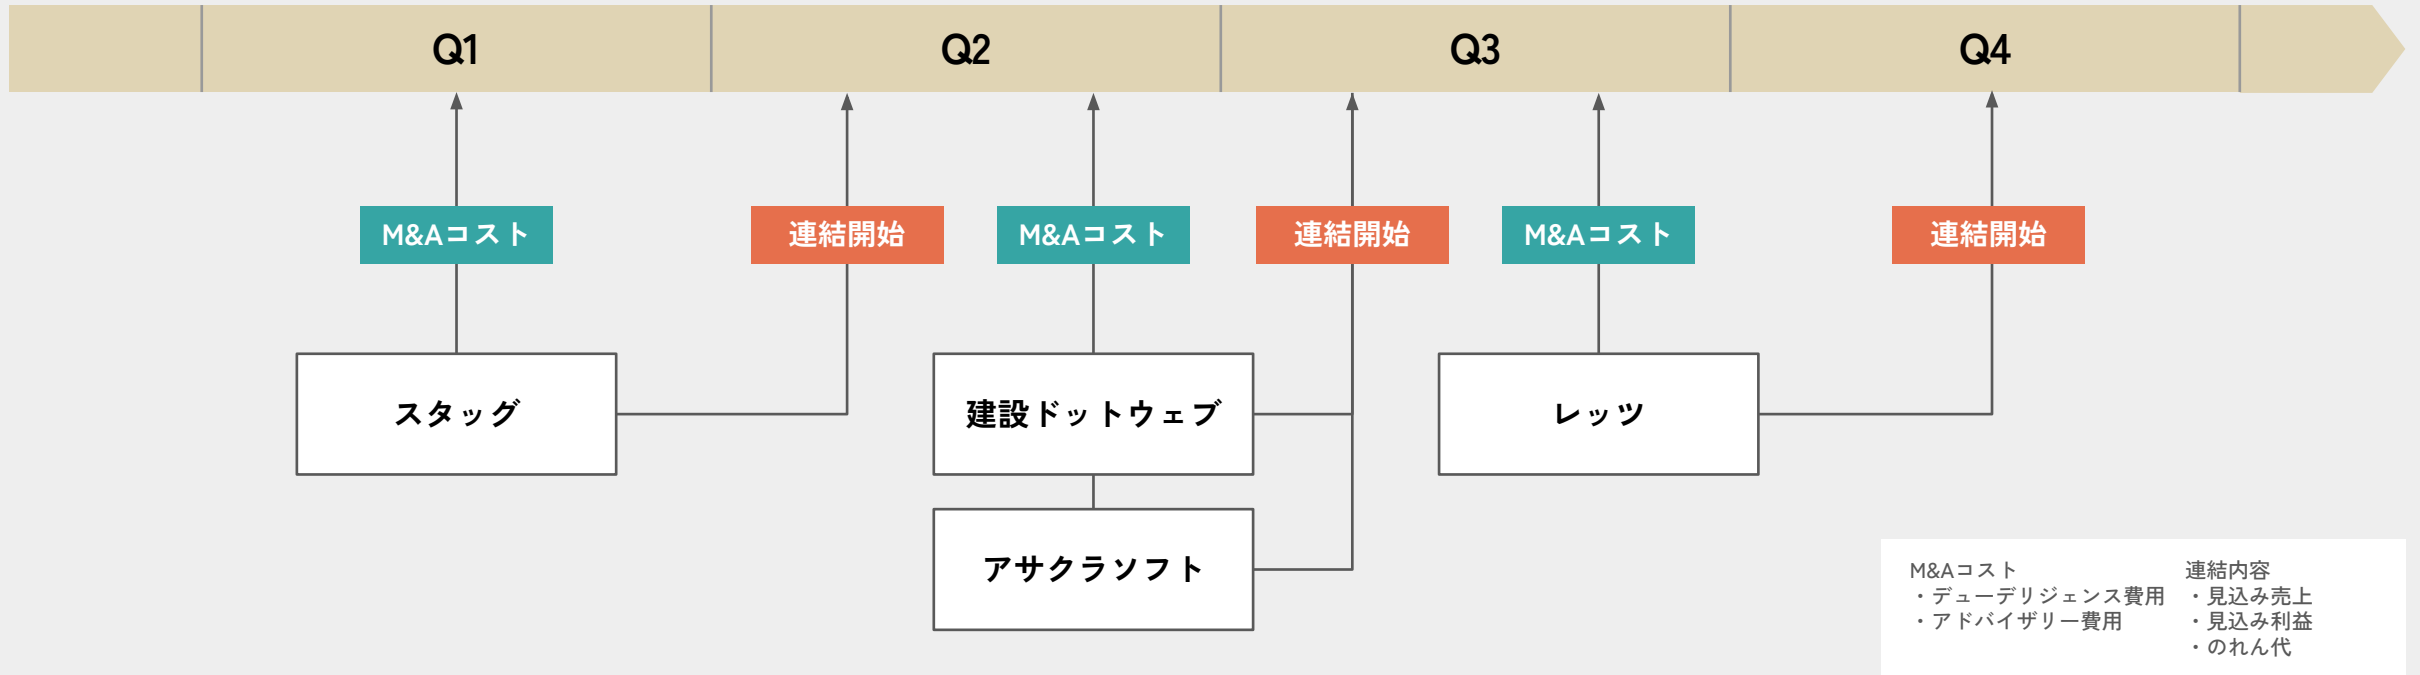 Q1
Q2
Q3
Q4
M&Aコスト
連結開始
M&Aコスト
連結開始
M&Aコスト
連結開始
スタッグ
建設ドットウェブ
レッツ
アサクラソフト
M&Aコスト
・デューデリジェンス費用
・アドバイザリー費用
連結内容
・見込み売上
・見込み利益
・のれん代